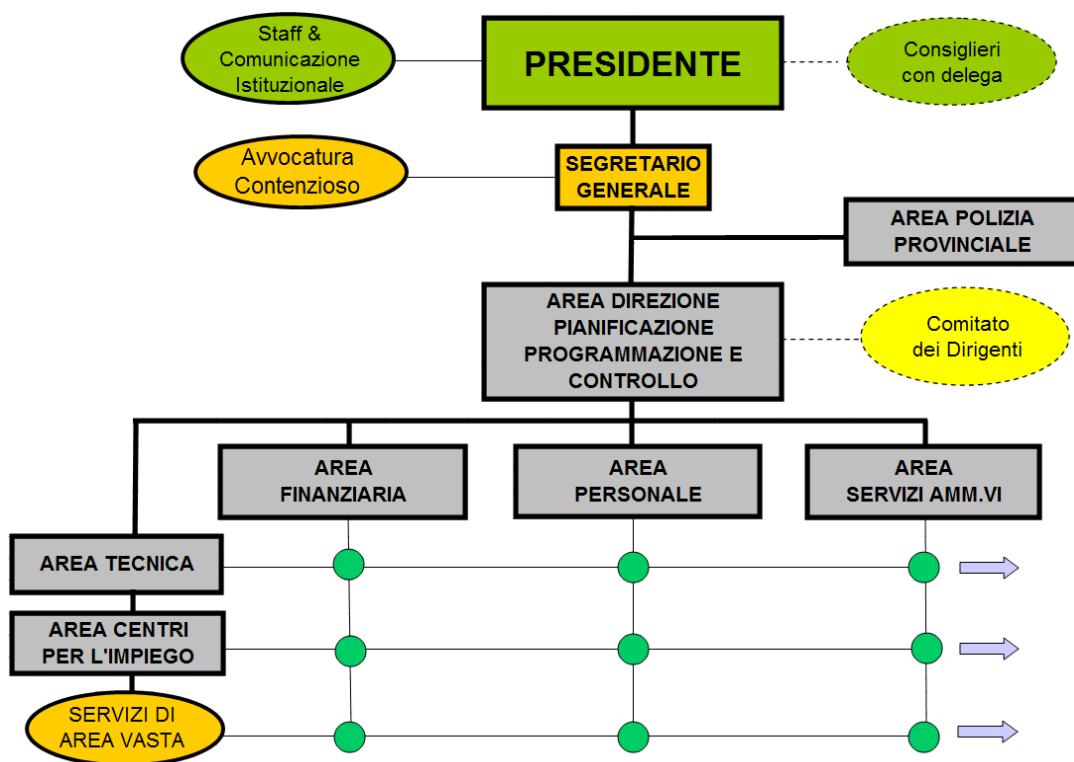 Staff &
Comunicazione
Istituzionale
PRESIDENTE
Consiglieri
con delega
Avvocatura
Contenzioso
SEGRETARIO
GENERALE
AREA POLIZIA
PROVINCIALE
AREA DIREZIONE
PIANIFICAZIONE
PROGRAMMAZIONE E
CONTROLLO
Comitato
dei Dirigenti
AREA
FINANZIARIA
AREA
PERSONALE
AREA
SERVIZI AMM.VI
AREA TECNICA
AREA CENTRI
PER L'IMPIEGO
SERVIZI DI
AREA VASTA